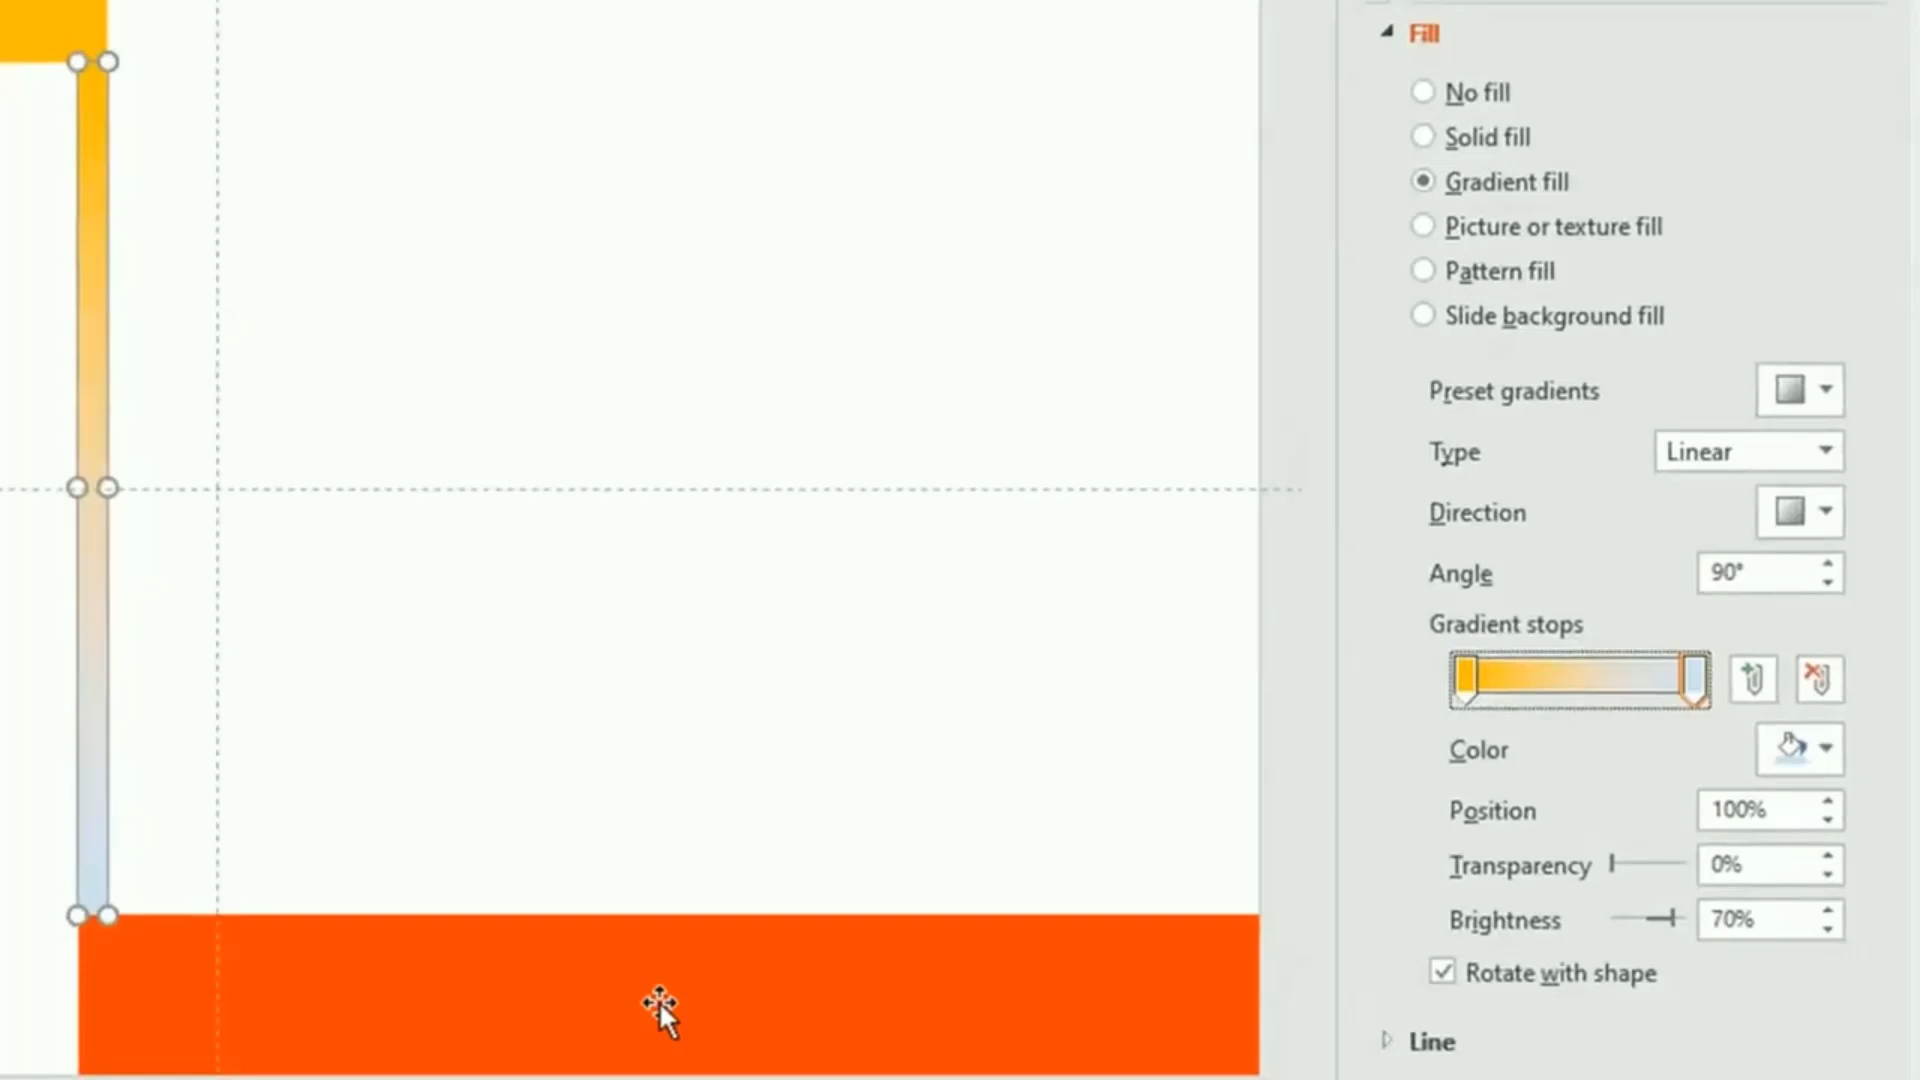 Fill
No fill
Solid fill
Gradient fill
Picture or texture fill
Pattern fill
Slide background fill
Preset gradients
Type Linear
Direction
Angle 90°
Gradient stops
Color
Position 100%
Transparency 0%
Brightness 70%
Rotate with shape
Line